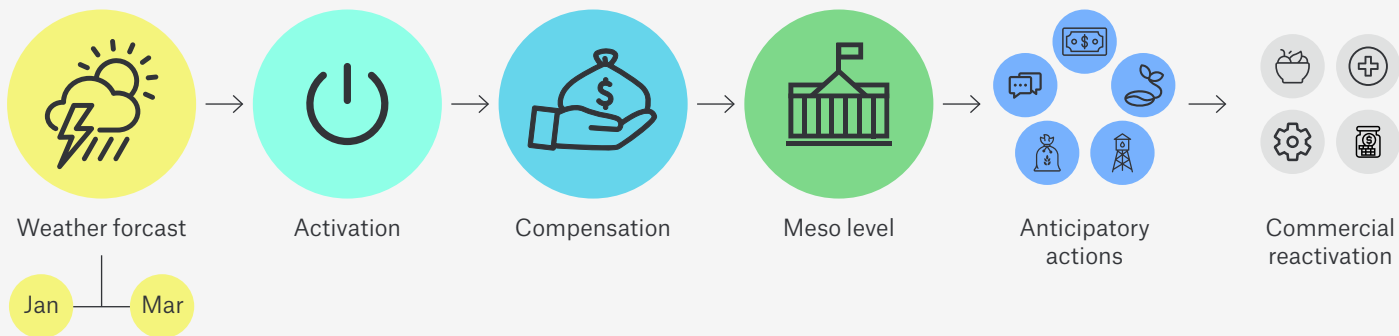 Weather forcast
Activation
Compensation
Meso level
Anticipatory
actions
Commercial
reactivation
Jan
Mar
$
$
$